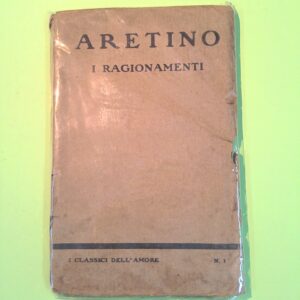 ARETINO
I RAGIONAMENTI
I CLASSICI DELL'AMORE N. 1